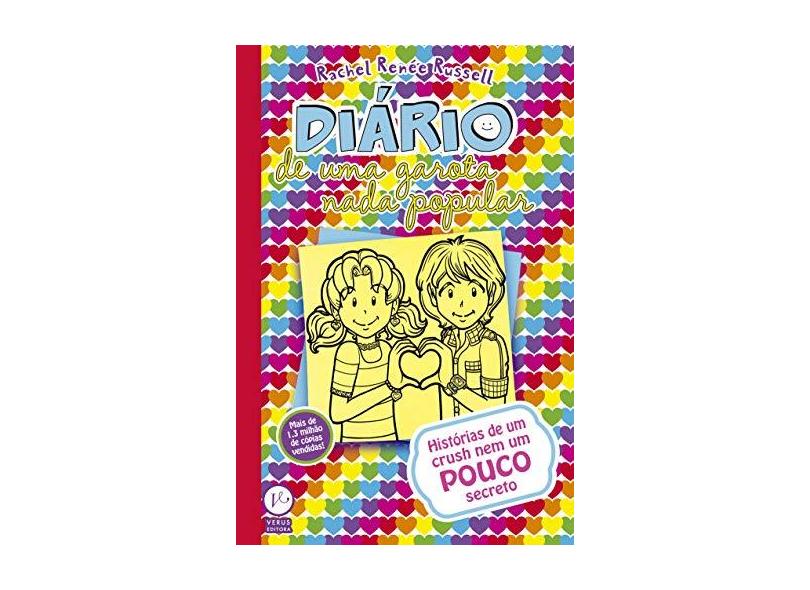 Rachel Renée Russell
DIÁRIO
de uma garota
nada popular
Mais de
1.3 milhão
de cópias
vendidas!
Histórias de um
crush nem um
POUCO
secreto
VERUS
EDITORA